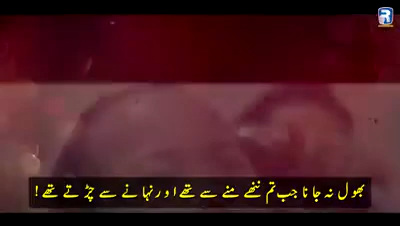 بھول نہ جانا جب تم ننھے منے سے تھے اور نہانے سے چڑتے تھے!